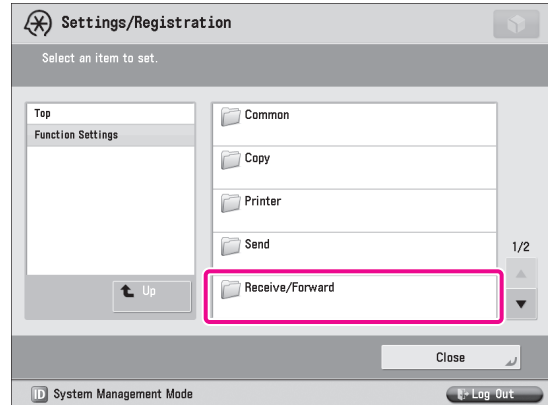 Settings/Registration
Select an item to set.
Top
Function Settings
Up
Common
Copy
Printer
Send
Receive/Forward
1/2
Close
ID System Management Mode
Log Out